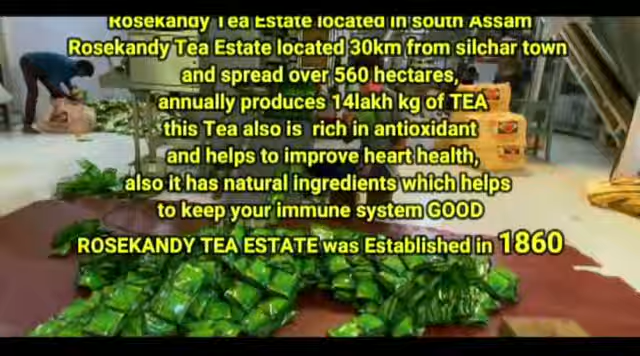 Rosekandy Tea Estate located in south Assam
Rosekandy Tea Estate located 30km from silchar town
and spread over 560 hectares,
annually produces 14lakh kg of TEA
this Tea also is rich in antioxidant
and helps to improve heart health,
also it has natural ingredients which helps
to keep your immune system GOOD
ROSEKANDY TEA ESTATE was Established in 1860